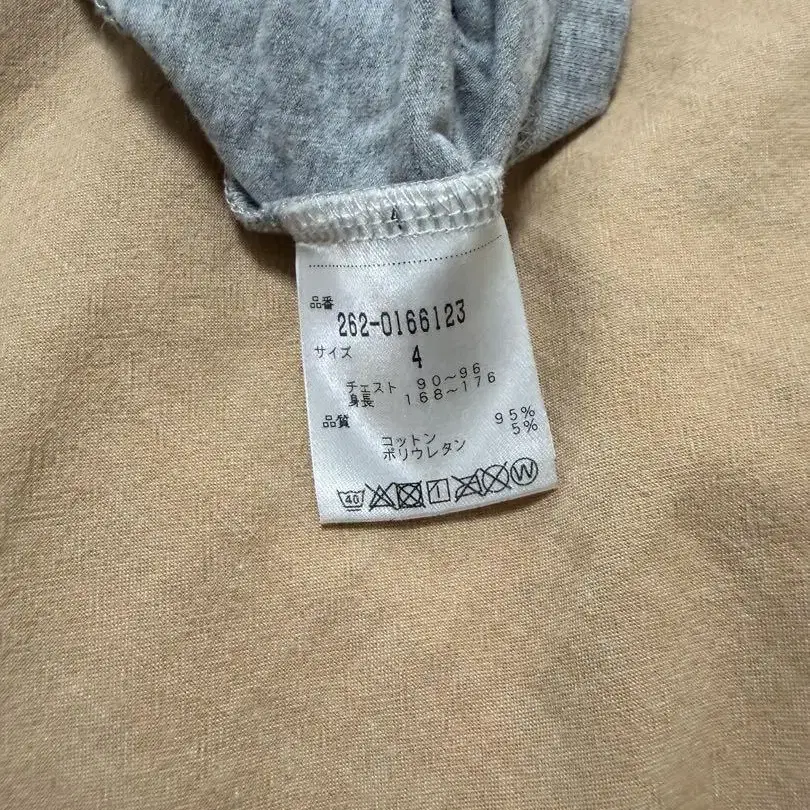 4
品番
262-0166123
サイズ
4
チェスト 90~96
身長 168~176
品質
コットン 95%
ポリウレタン 5%
40
W